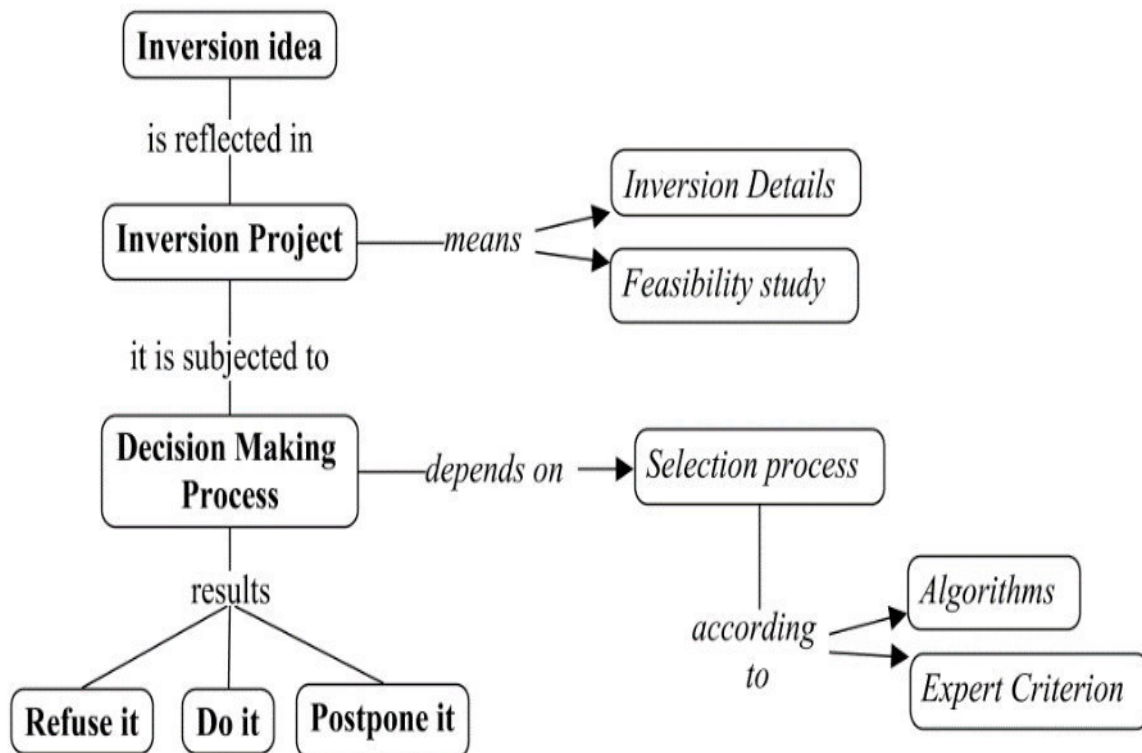 Inversion idea
is reflected in
Inversion Project
means
Inversion Details
Feasibility study
it is subjected to
Decision Making
Process
depends on
Selection process
according
to
Algorithms
Expert Criterion
results
Refuse it
Do it
Postpone it